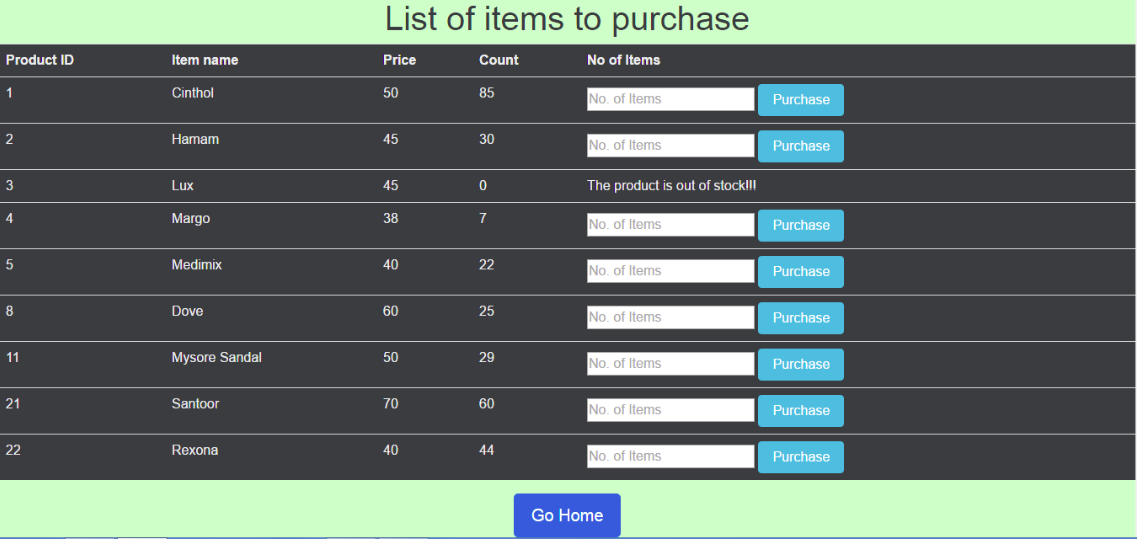 List of items to purchase
Product ID Item name Price Count No of Items
1 Cinthol 50 85 No. of Items Purchase
2 Hamam 45 30 No. of Items Purchase
3 Lux 45 0 The product is out of stock!!!
4 Margo 38 7 No. of Items Purchase
5 Medimix 40 22 No. of Items Purchase
8 Dove 60 25 No. of Items Purchase
11 Mysore Sandal 50 29 No. of Items Purchase
21 Santoor 70 60 No. of Items Purchase
22 Rexona 40 44 No. of Items Purchase
Go Home